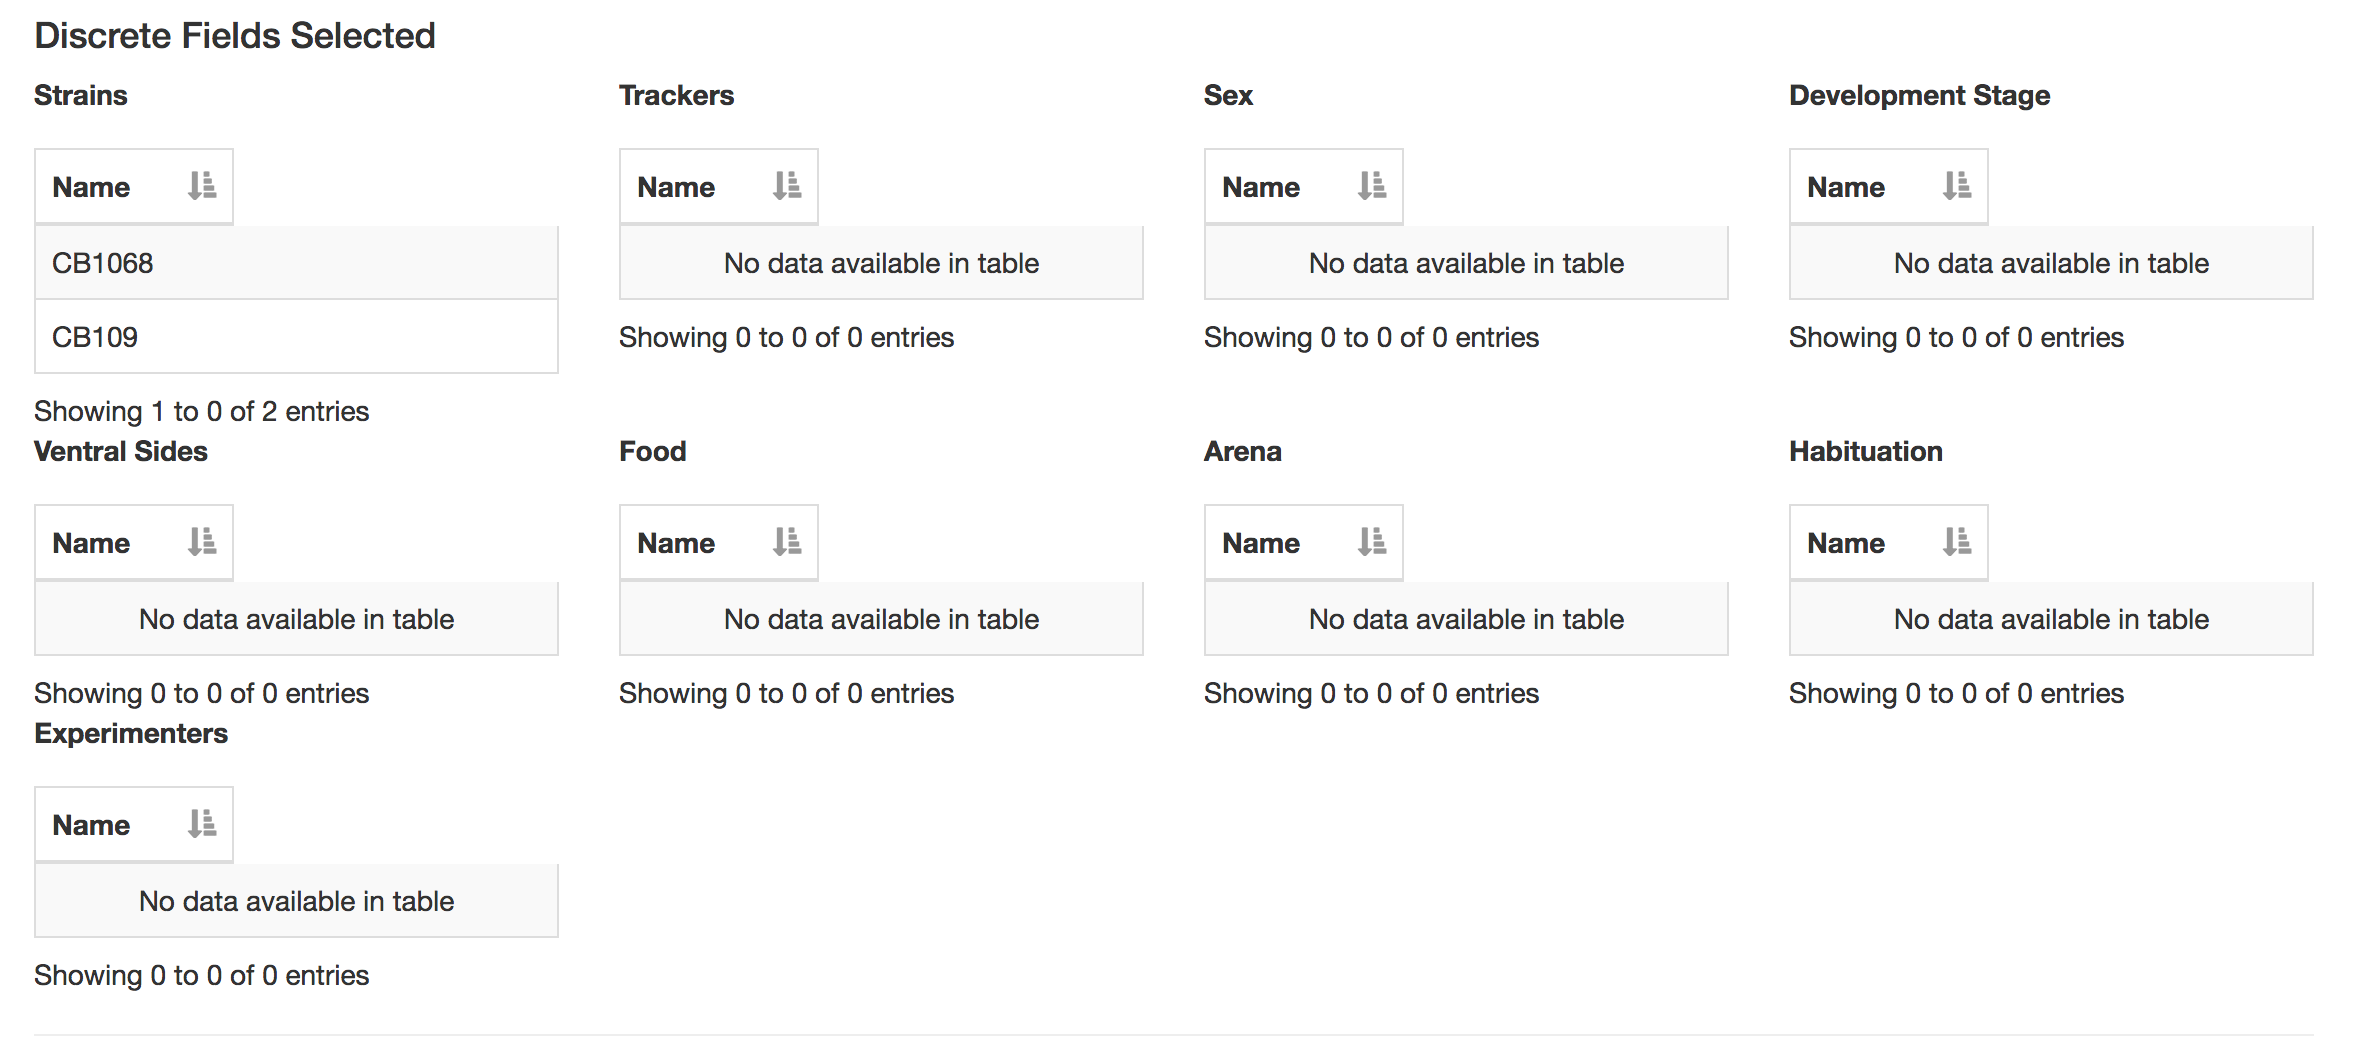 Discrete Fields Selected
Strains
Trackers
Sex
Development Stage
Name
Name
Name
Name
CB1068
No data available in table
No data available in table
No data available in table
CB109
Showing 0 to 0 of 0 entries
Showing 0 to 0 of 0 entries
Showing 0 to 0 of 0 entries
Showing 1 to 0 of 2 entries
Ventral Sides
Food
Arena
Habituation
Name
Name
Name
Name
No data available in table
No data available in table
No data available in table
No data available in table
Showing 0 to 0 of 0 entries
Showing 0 to 0 of 0 entries
Showing 0 to 0 of 0 entries
Showing 0 to 0 of 0 entries
Experimenters
Name
No data available in table
Showing 0 to 0 of 0 entries